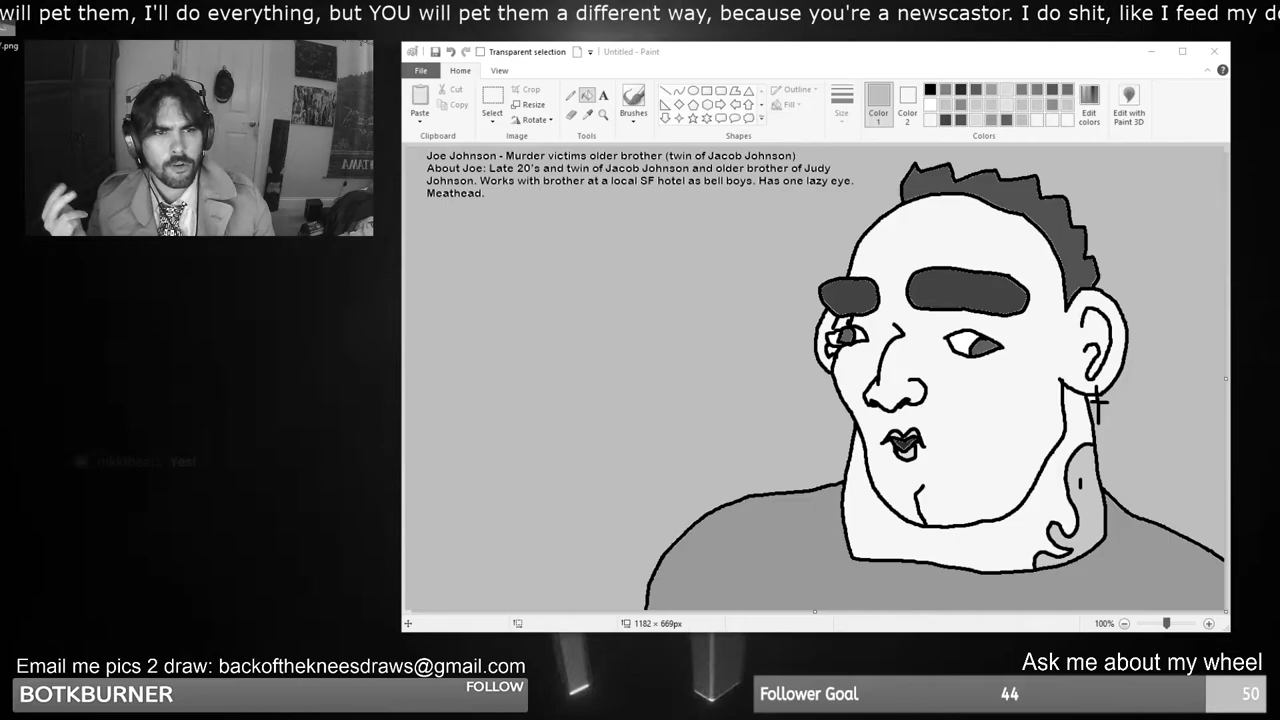 will pet them, I'll do everything, but YOU will pet them a different way, because you're a newscastor. I do shit, like I feed my d
.png
Transparent selection
Untitled - Paint
File
Home
View
Paste
Cut
Copy
Clipboard
Select
Crop
Resize
Rotate
Image
Tools
Brushes
Shapes
Outline
Fill
Size
Color 1
Color 2
Colors
Edit colors
Edit with Paint 3D
Joe Johnson - Murder victims older brother (twin of Jacob Johnson)
About Joe: Late 20's and twin of Jacob Johnson and older brother of Judy
Johnson. Works with brother at a local SF hotel as bell boys. Has one lazy eye.
Meathead.
Yes!
1182 × 669px
100%
Email me pics 2 draw: backofthekneesdraws@gmail.com
BOTKBURNER
FOLLOW
Ask me about my wheel
Follower Goal
44
50